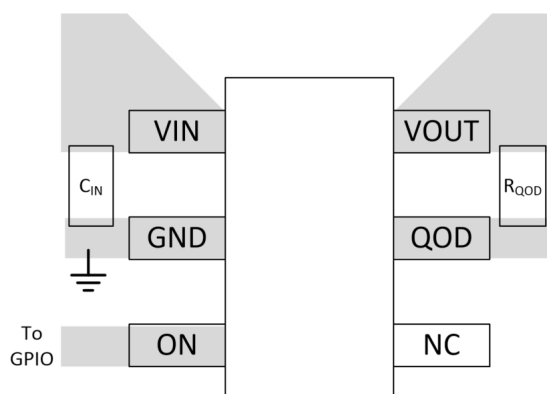 VIN
VOUT
CIN
RQOD
GND
QOD
To
GPIO
ON
NC